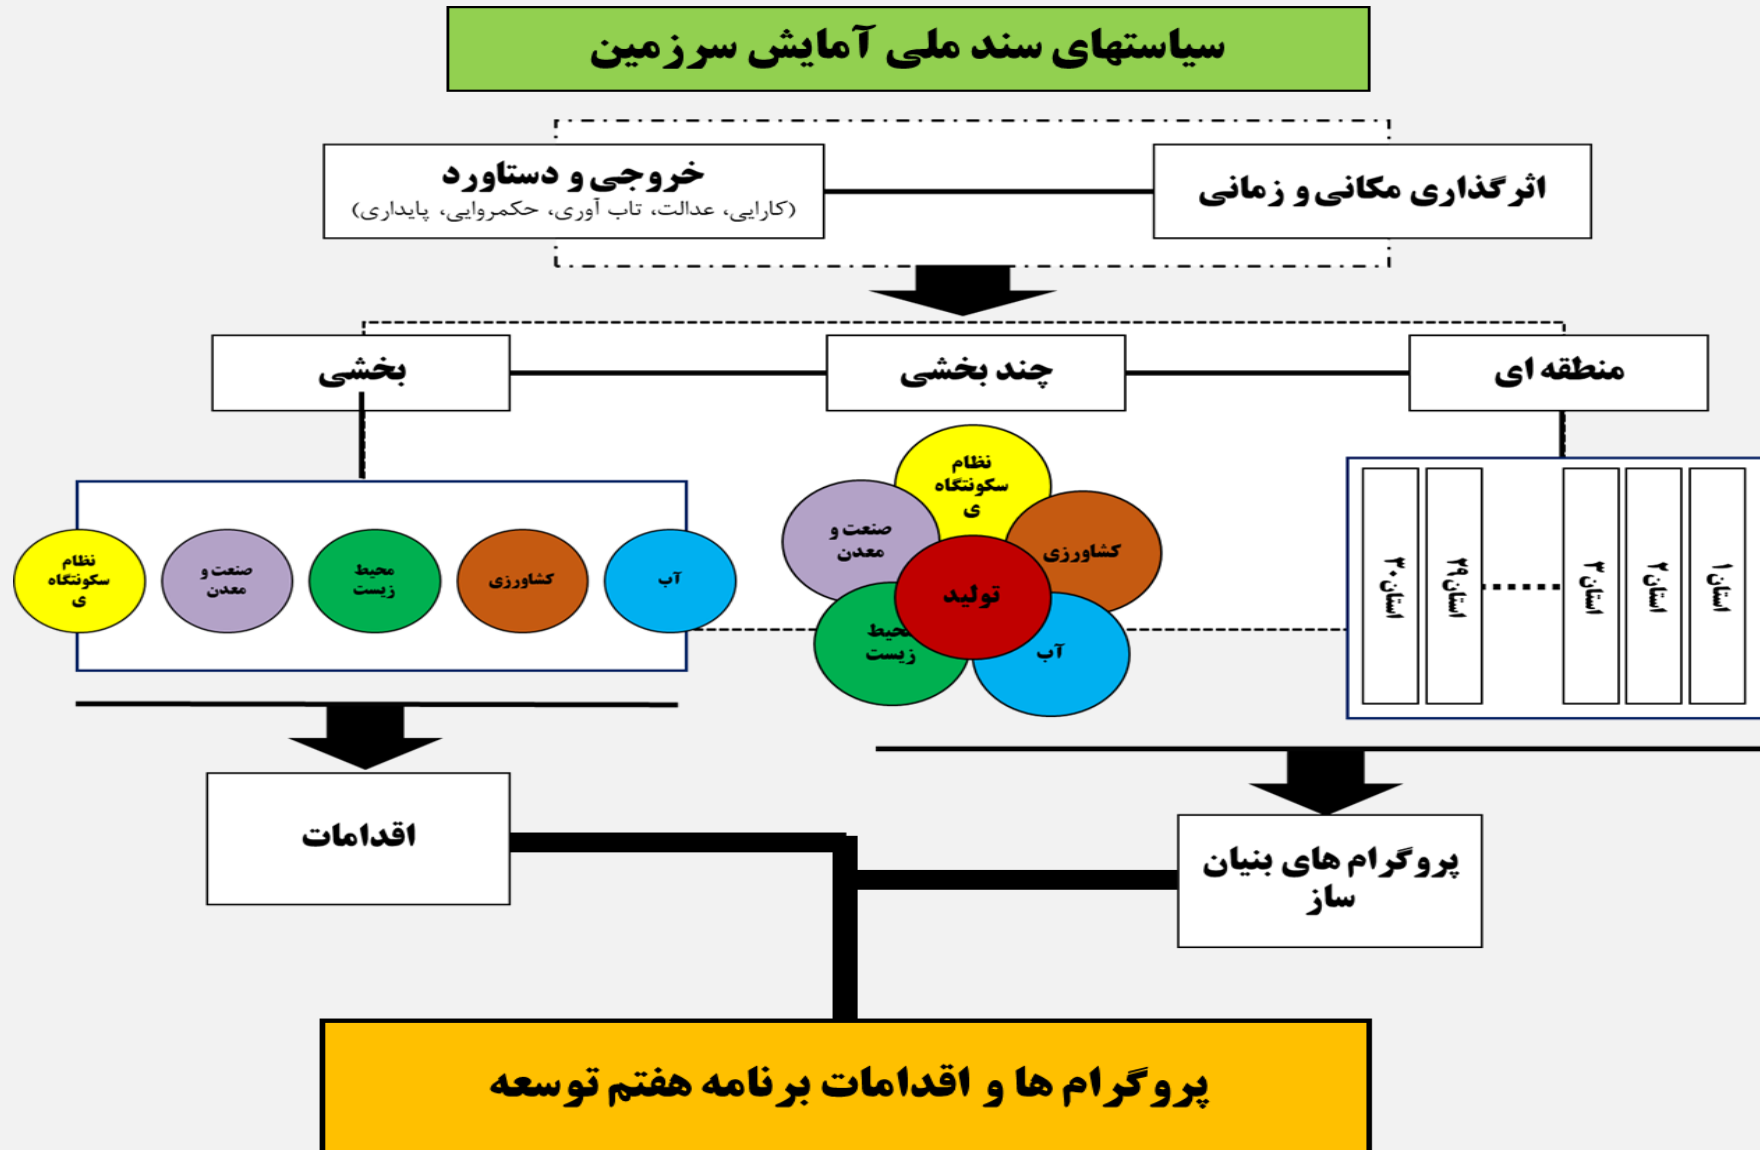 سیاستهای سند ملی آمایش سرزمین
اثرگذاری مکانی و زمانی
خروجی و دستاورد
(کارایی، عدالت، تاب آوری، حکمروایی، پایداری)
منطقه ای
چند بخشی
بخشی
استان ۱
استان ۲
استان ۳
استان ۲۹
استان ۳۰
نظام
سکونتگاه
ی
کشاورزی
صنعت و
معدن
تولید
محیط
زیست
آب
آب
کشاورزی
محیط
زیست
صنعت و
معدن
نظام
سکونتگاه
ی
پروگرام های بنیان
ساز
اقدامات
پروگرام ها و اقدامات برنامه هفتم توسعه